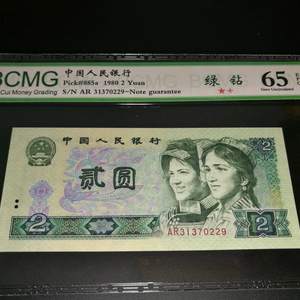 BCMG
Cui Money Grading
中国人民银行
Pick#885a 1980 2 Yuan
S/N AR 31370229-Note guarantee
绿 钻
★★
65
中国人民银行
贰圆
2
2
2
AR31370229